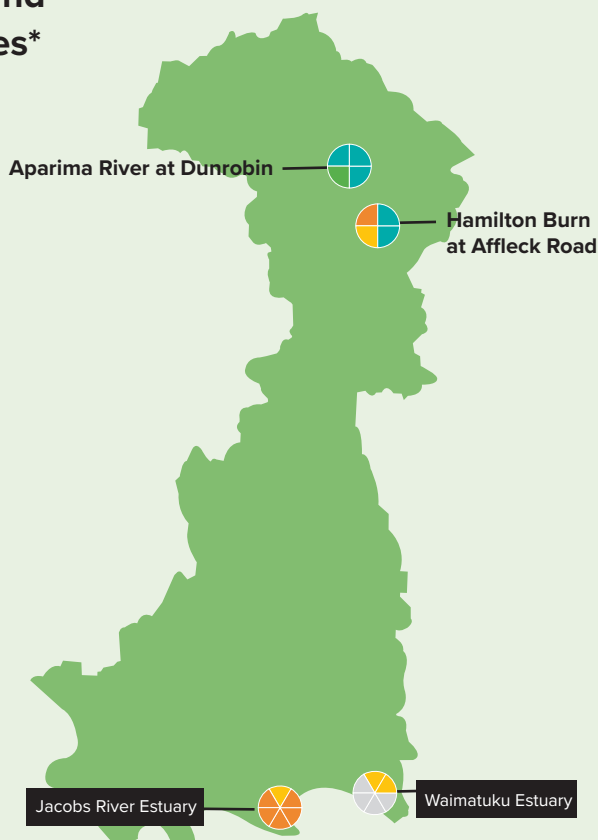 es*
Aparima River at Dunrobin
Hamilton Burn
at Affleck Road
Jacobs River Estuary
Waimatuku Estuary